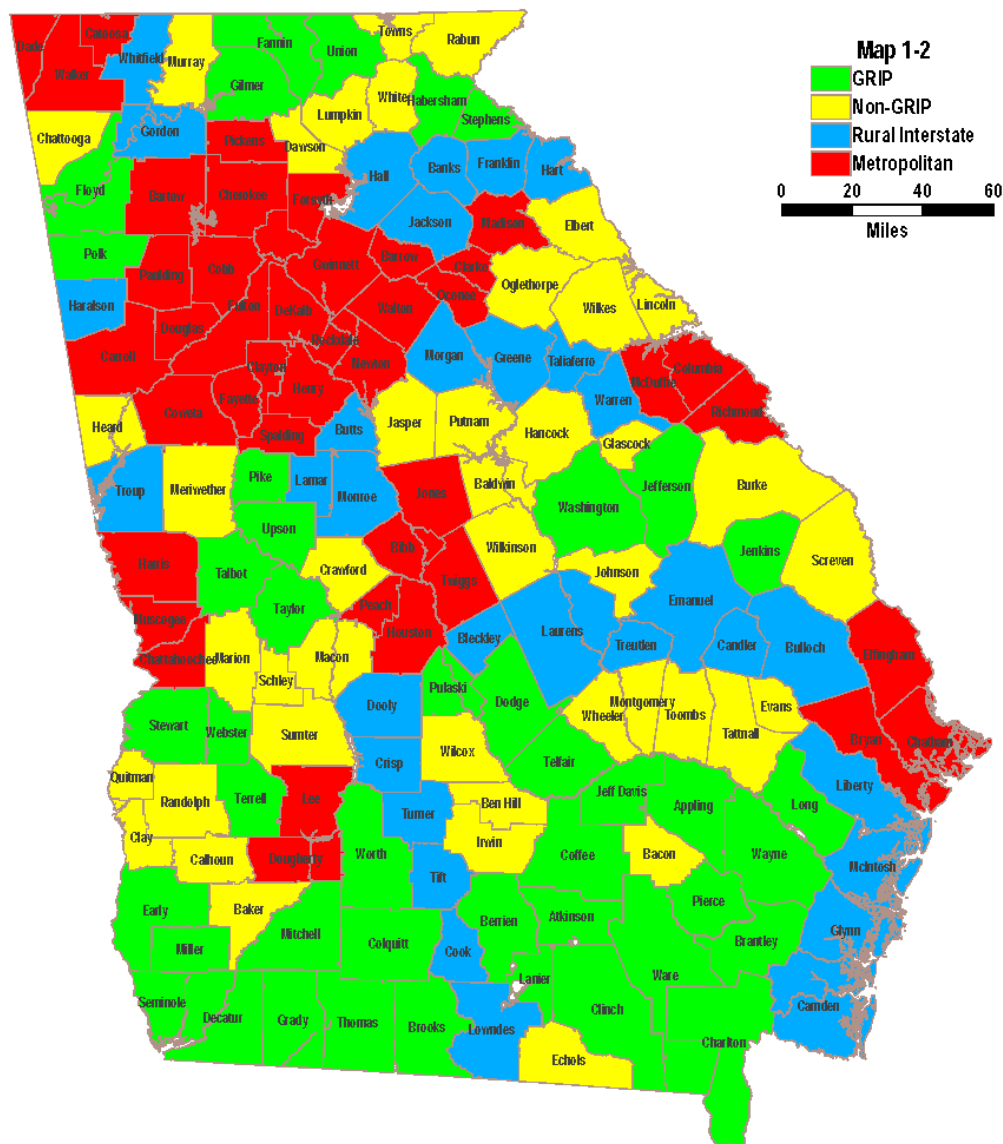 Map 1-2
GRIP
Non-GRIP
Rural Interstate
Metropolitan
0 20 40 60
Miles
Dade
Catoosa
Walker
Whitfield
Murray
Fannin
Union
Towns
Rabun
Gilmer
White
Habersham
Stephens
Lumpkin
Chattooga
Gordon
Pickens
Dawson
Floyd
Bartow
Cherokee
Forsyth
Hall
Banks
Franklin
Hart
Jackson
Madison
Elbert
Polk
Paulding
Cobb
Gwinnett
Barrow
Clarke
Oconee
Oglethorpe
Wilkes
Lincoln
Haralson
Douglas
Fulton
DeKalb
Walton
Rockdale
Newton
Morgan
Greene
Taliaferro
McDuffie
Columbia
Richmond
Warren
Carroll
Clayton
Fayette
Henry
Coweta
Spalding
Heard
Butts
Jasper
Putnam
Hancock
Glascock
Troup
Meriwether
Pike
Lamar
Monroe
Jones
Baldwin
Washington
Jefferson
Burke
Upson
Bibb
Wilkinson
Jenkins
Screven
Harris
Talbot
Crawford
Twiggs
Johnson
Taylor
Peach
Houston
Emanuel
Muscogee
Chattahoochee
Marion
Macon
Schley
Bleckley
Laurens
Treutlen
Candler
Bulloch
Effingham
Stewart
Webster
Sumter
Dooly
Pulaski
Dodge
Wheeler
Montgomery
Toombs
Tattnall
Evans
Bryan
Chatham
Quitman
Randolph
Terrell
Lee
Crisp
Wilcox
Telfair
Liberty
Clay
Calhoun
Dougherty
Worth
Turner
Ben Hill
Irwin
Jeff Davis
Appling
Long
Coffee
Bacon
Wayne
McIntosh
Early
Baker
Tift
Miller
Mitchell
Colquitt
Berrien
Atkinson
Pierce
Brantley
Glynn
Cook
Ware
Seminole
Decatur
Grady
Thomas
Brooks
Lanier
Clinch
Camden
Lowndes
Echols
Charlton